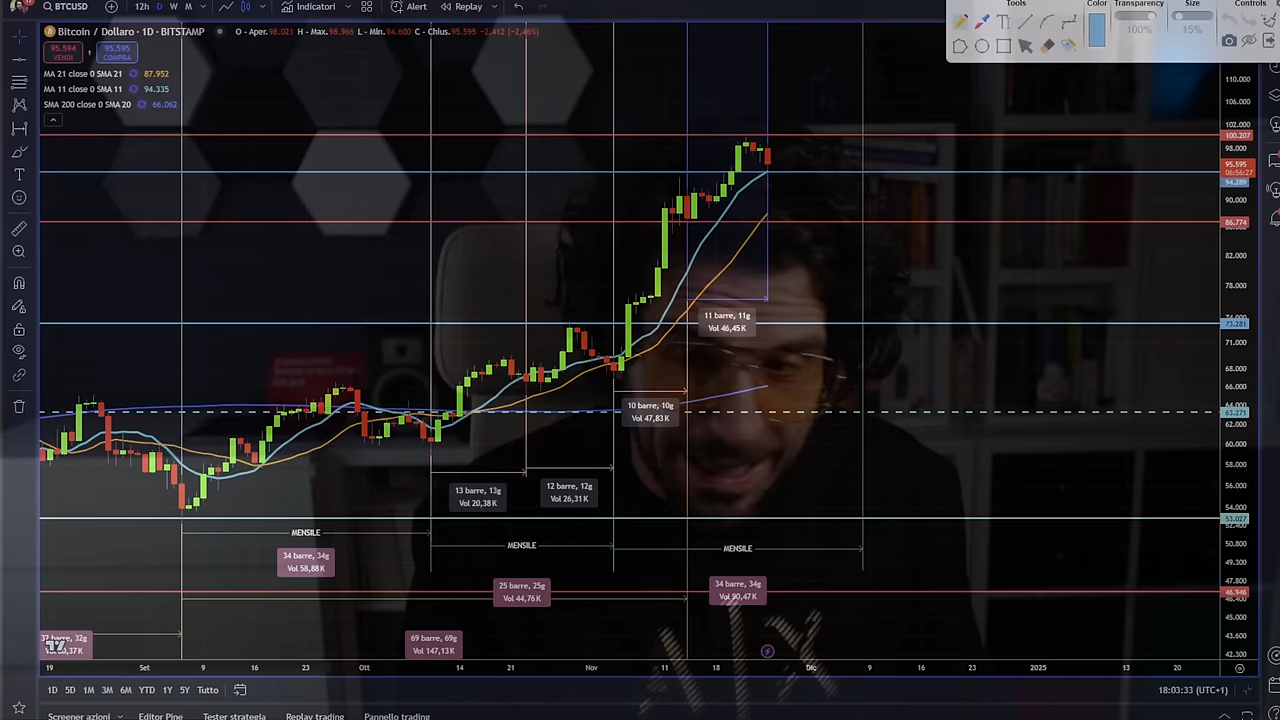 BTCUSD 12h D W M Indicatori Alert Replay
Tools Color Transparency Size Controls
100% 15%
Bitcoin / Dollaro · 1D · BITSTAMP O - Aper. 98.021 H - Max. 98.966 L - Min. 94.600 C - Chius. 95.595 −2,412 (−2,46%)
95.594 VENDI 1 95.595 COMPRA
MA 21 close 0 SMA 21 87.952
MA 11 close 0 SMA 11 94.335
SMA 200 close 0 SMA 20 66.062
110.000
106.000
102.000
100.207
98.000
95.595
06:56:27
94.289
90.000
86.774
82.000
78.000
73.281
71.000
68.000
66.000
63.271
62.000
60.000
58.000
56.000
54.000
53.027
50.800
49.300
47.800
46.946
45.000
43.600
42.300
11 barre, 11g
Vol 46,45 K
10 barre, 10g
Vol 47,83 K
13 barre, 13g
Vol 20,38 K
12 barre, 12g
Vol 26,31 K
MENSILE
MENSILE
MENSILE
34 barre, 34g
Vol 58,88 K
25 barre, 25g
Vol 44,76 K
34 barre, 34g
Vol 90,47 K
barre, 32g
,37 K
69 barre, 69g
Vol 147,13 K
19 Set 9 16 23 Ott 14 21 Nov 11 18 Dic 9 16 23 2025 13 20
1D 5D 1M 3M 6M YTD 1Y 5Y Tutto
18:03:33 (UTC+1)
Screener azioni Editor Pine Tester strategia Replay trading Pannello trading